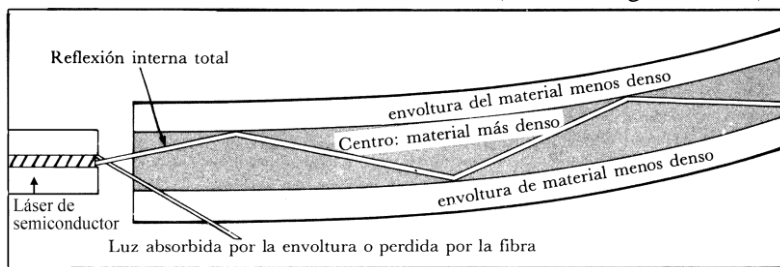 Reflexión interna total
envoltura del material menos denso
Centro: material más denso
envoltura de material menos denso
Láser de
semiconductor
Luz absorbida por la envoltura o perdida por la fibra